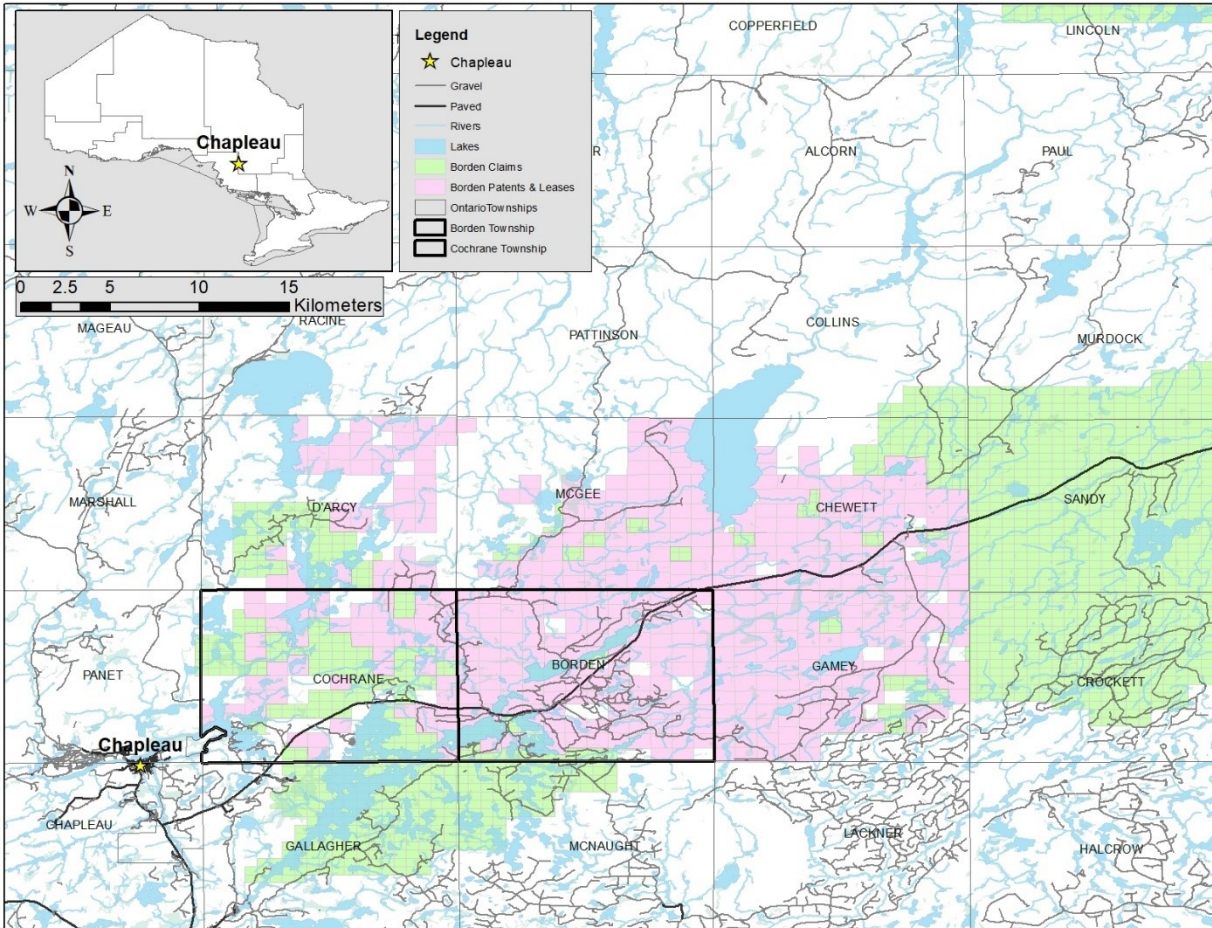 Chapleau
N
W E
S
Legend
Chapleau
Gravel
Paved
Rivers
Lakes
Borden Claims
Borden Patents & Leases
OntarioTownships
Borden Township
Cochrane Township
0 2.5 5 10 15
Kilometers
COPPERFIELD
LINCOLN
R
ALCORN
PAUL
MAGEAU
RACINE
PATTINSON
COLLINS
MURDOCK
MARSHALL
D'ARCY
MCGEE
CHEWETT
SANDY
PANET
COCHRANE
BORDEN
GAMEY
CROCKETT
Chapleau
CHAPLEAU
GALLAGHER
MCNAUGHT
LACKNER
HALCROW